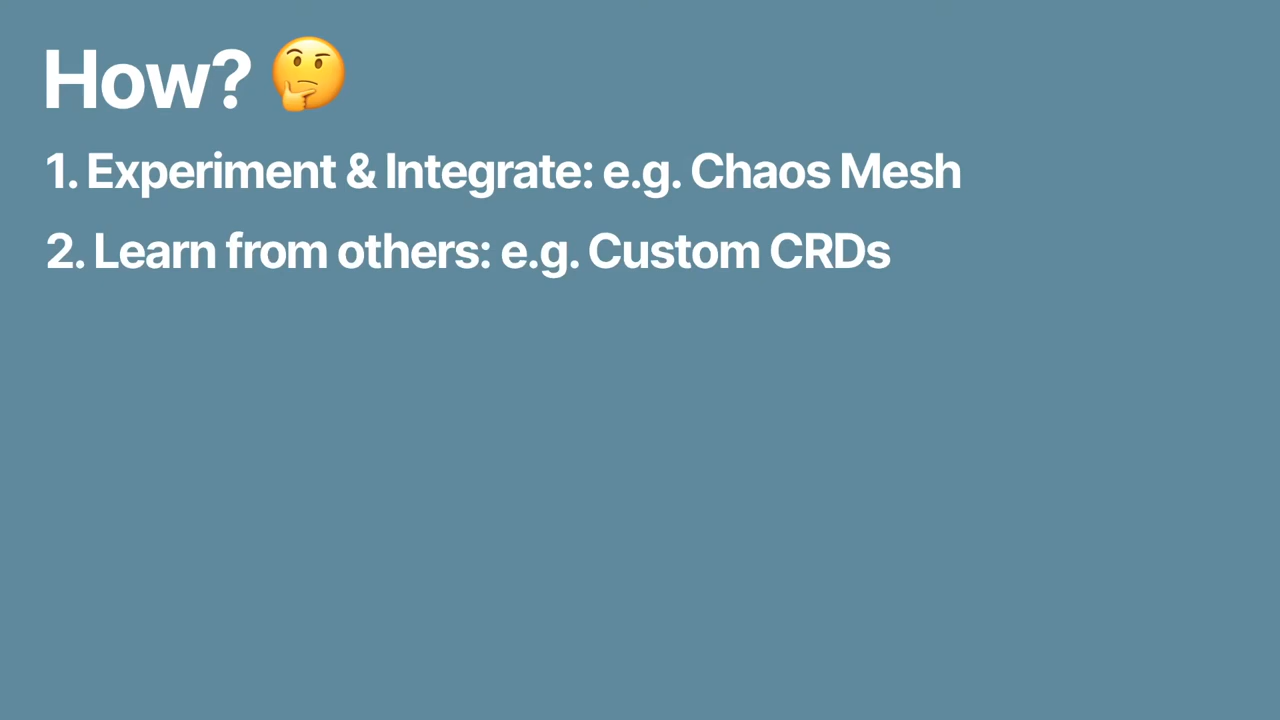 How? 🤔
1. Experiment & Integrate: e.g. Chaos Mesh
2. Learn from others: e.g. Custom CRDs